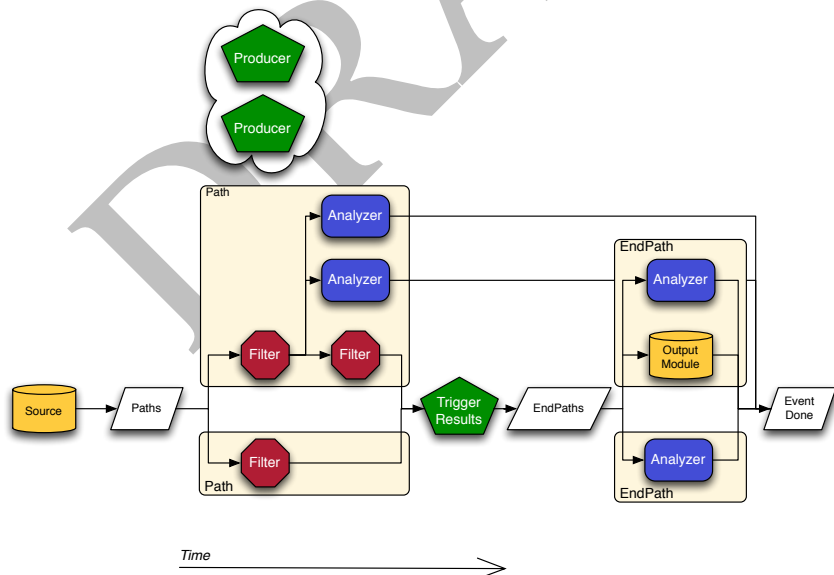 Producer
Producer
Path
Analyzer
Analyzer
Filter
Filter
Source
Paths
Filter
Path
Trigger
Results
EndPaths
EndPath
Analyzer
Output
Module
Analyzer
EndPath
Event
Done
Time